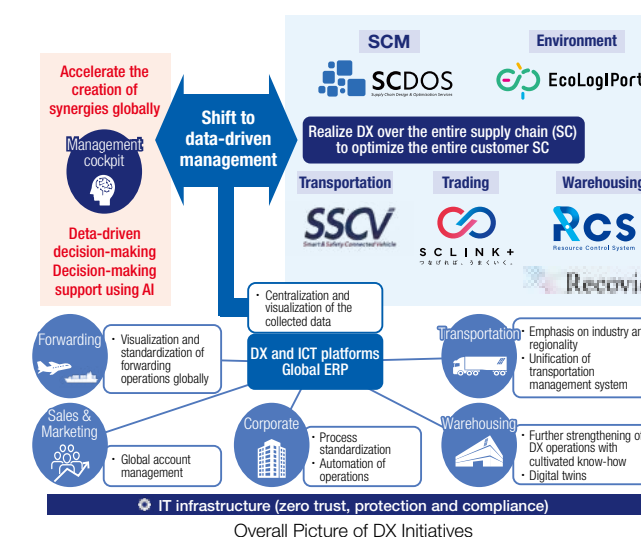 Accelerate the
creation of
synergies globally
Management
cockpit
Deta-driven
decision-making
Decision-making
support using AI
Shift to
data-driven
management
SCM
Environment
SCDOS
Supply Chain Design & Optimization Services
EcoLogiPort
Realize DX over the entire supply chain (SC)
to optimize the entire customer SC
Transportation
Trading
Warehousing
SSCV
Smart & Safety Connected Vehicle
SCLINK+
つなげれば、うまくいく。
RCS
Resource Control System
Recovi
• Centralization and
visualization of the
collected data
DX and ICT platforms
Global ERP
Forwarding
• Visualization and
standardization of
forwarding
operations globally
Transportation
• Emphasis on industry an
regionality
• Unification of
transportation
management system
Sales &
Marketing
• Global account
management
Corporate
• Process
standardization
• Automation of
operations
Warehousing
• Further strengthening of
DX operations with
cultivated know-how
• Digital twins
IT infrastructure (zero trust, protection and compliance)
Overall Picture of DX Initiatives